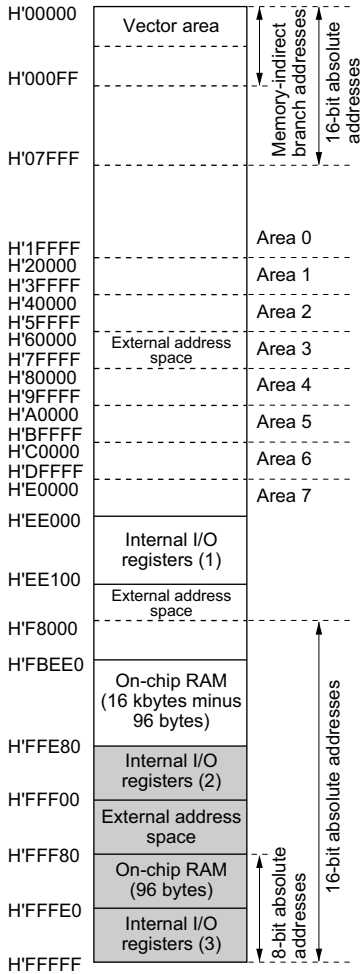 H'00000
Vector area
H'000FF
Memory-indirect
branch addresses
16-bit absolute
addresses
H'07FFF
H'1FFFF
Area 0
H'20000
H'3FFFF
Area 1
H'40000
H'5FFFF
Area 2
H'60000
H'7FFFF
External address
space
Area 3
H'80000
H'9FFFF
Area 4
H'A0000
H'BFFFF
Area 5
H'C0000
H'DFFFF
Area 6
H'E0000
Area 7
H'EE000
Internal I/O
registers (1)
H'EE100
External address
space
H'F8000
H'FBEE0
On-chip RAM
(16 kbytes minus
96 bytes)
H'FFE80
Internal I/O
registers (2)
H'FFF00
External address
space
H'FFF80
On-chip RAM
(96 bytes)
H'FFFE0
Internal I/O
registers (3)
H'FFFFF
8-bit absolute
addresses
16-bit absolute addresses